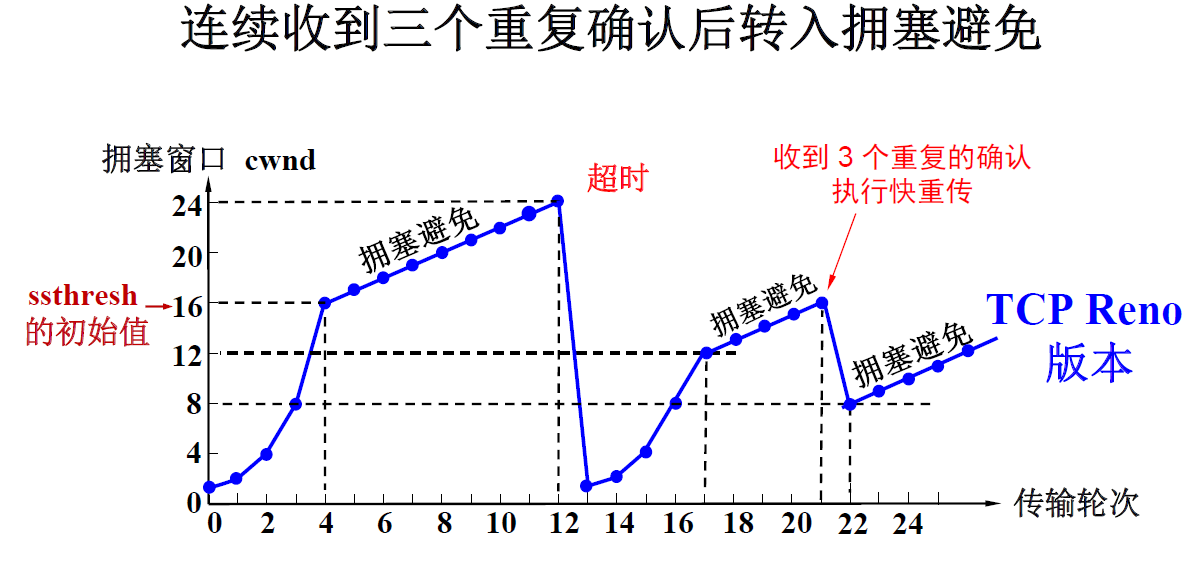 连续收到三个重复确认后转入拥塞避免
拥塞窗口 cwnd
超时
收到 3 个重复的确认
执行快重传
24
20
16
12
8
4
0
ssthresh
的初始值
拥塞避免
拥塞避免
拥塞避免
TCP Reno
版本
0 2 4 6 8 10 12 14 16 18 20 22 24
传输轮次